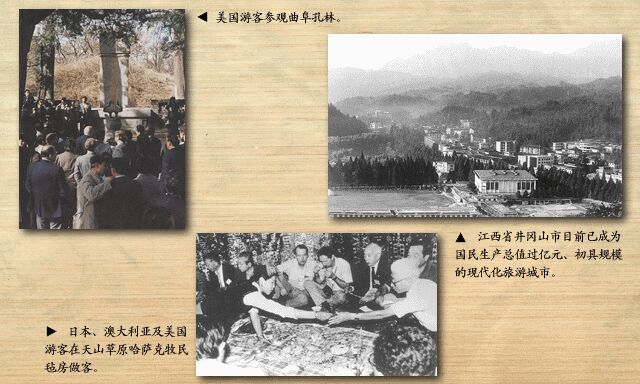 ◀ 美国游客参观曲阜孔林。
▲ 江西省井冈山市目前已成为
国民生产总值过亿元、初具规模
的现代化旅游城市。
▶ 日本、澳大利亚及美国
游客在天山草原哈萨克牧民
毡房做客。